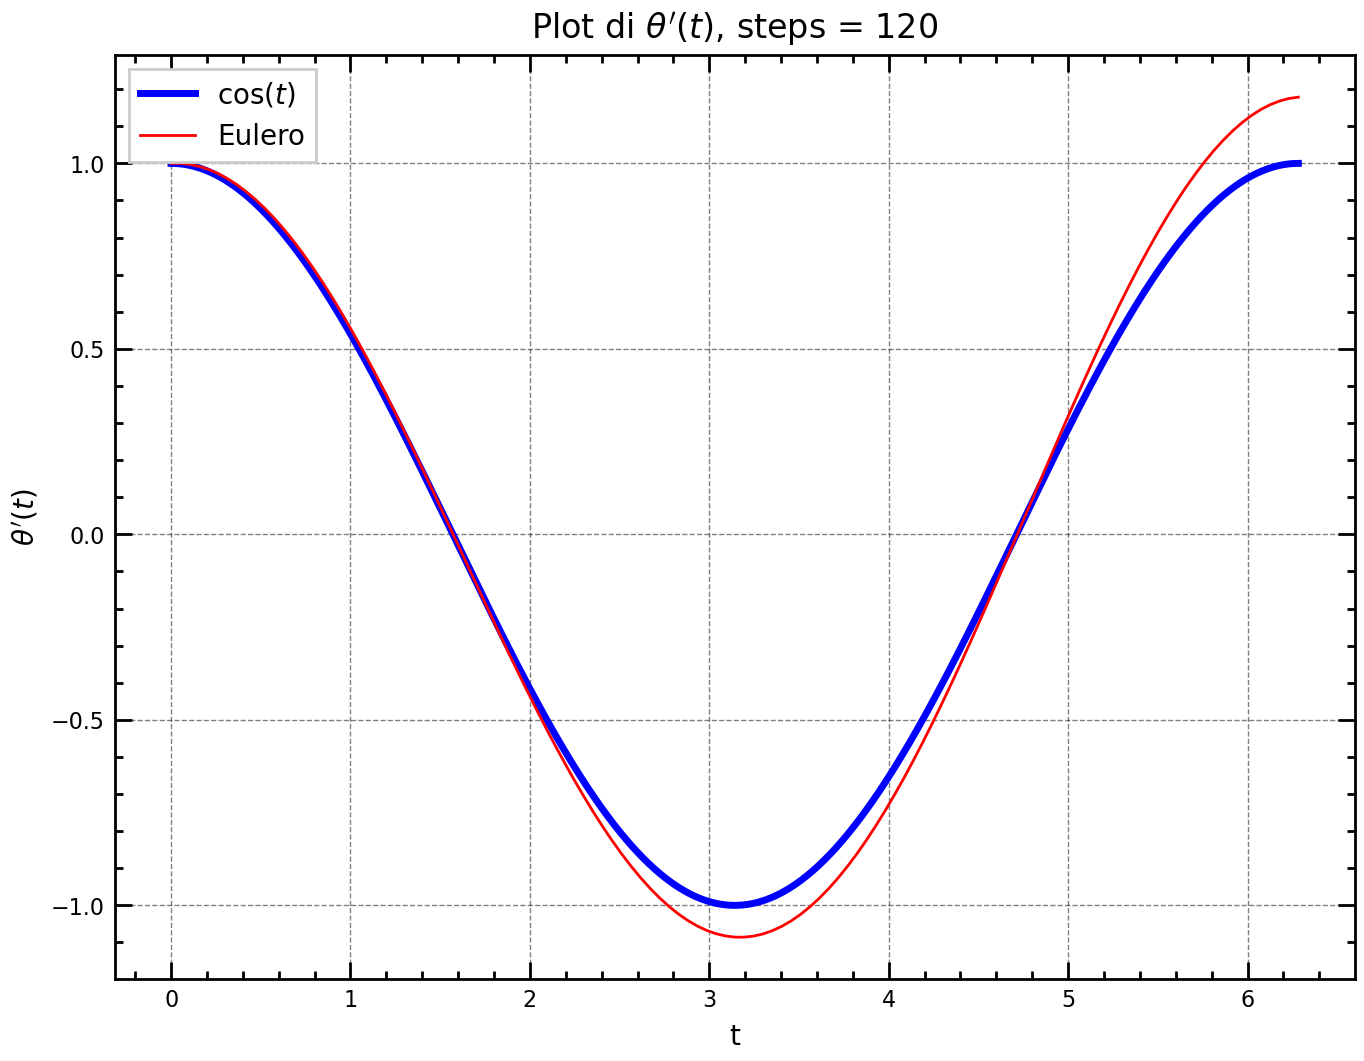 Plot di θ′(t), steps = 120
cos(t)
Eulero
1.0
0.5
0.0
−0.5
−1.0
θ′(t)
0 1 2 3 4 5 6
t